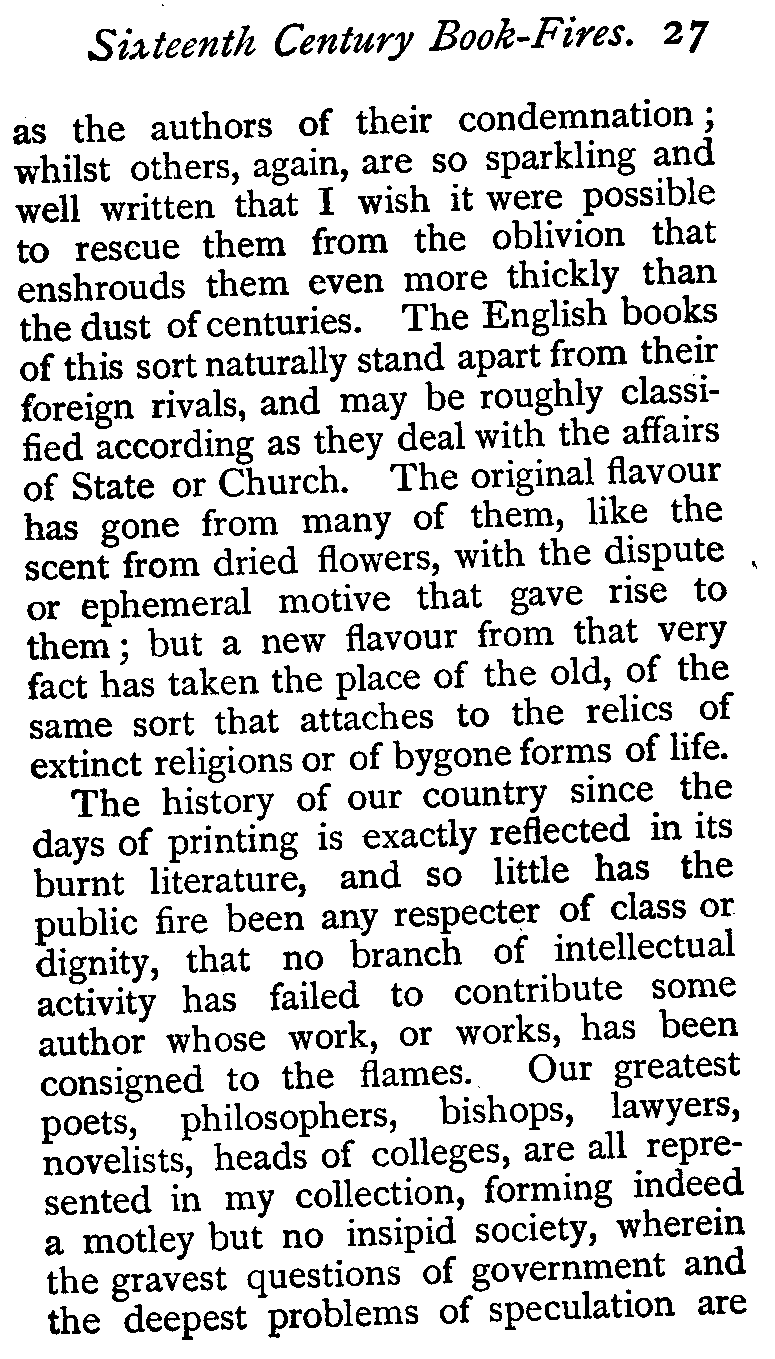 Sixteenth Century Book-Fires. 27
as the authors of their condemnation;
whilst others, again, are so sparkling and
well written that I wish it were possible
to rescue them from the oblivion that
enshrouds them even more thickly than
the dust of centuries. The English books
of this sort naturally stand apart from their
foreign rivals, and may be roughly classi-
fied according as they deal with the affairs
of State or Church. The original flavour
has gone from many of them, like the
scent from dried flowers, with the dispute
or ephemeral motive that gave rise to
them; but a new flavour from that very
fact has taken the place of the old, of the
same sort that attaches to the relics of
extinct religions or of bygone forms of life.
The history of our country since the
days of printing is exactly reflected in its
burnt literature, and so little has the
public fire been any respecter of class or
dignity, that no branch of intellectual
activity has failed to contribute some
author whose work, or works, has been
consigned to the flames. Our greatest
poets, philosophers, bishops, lawyers,
novelists, heads of colleges, are all repre-
sented in my collection, forming indeed
a motley but no insipid society, wherein
the gravest questions of government and
the deepest problems of speculation are